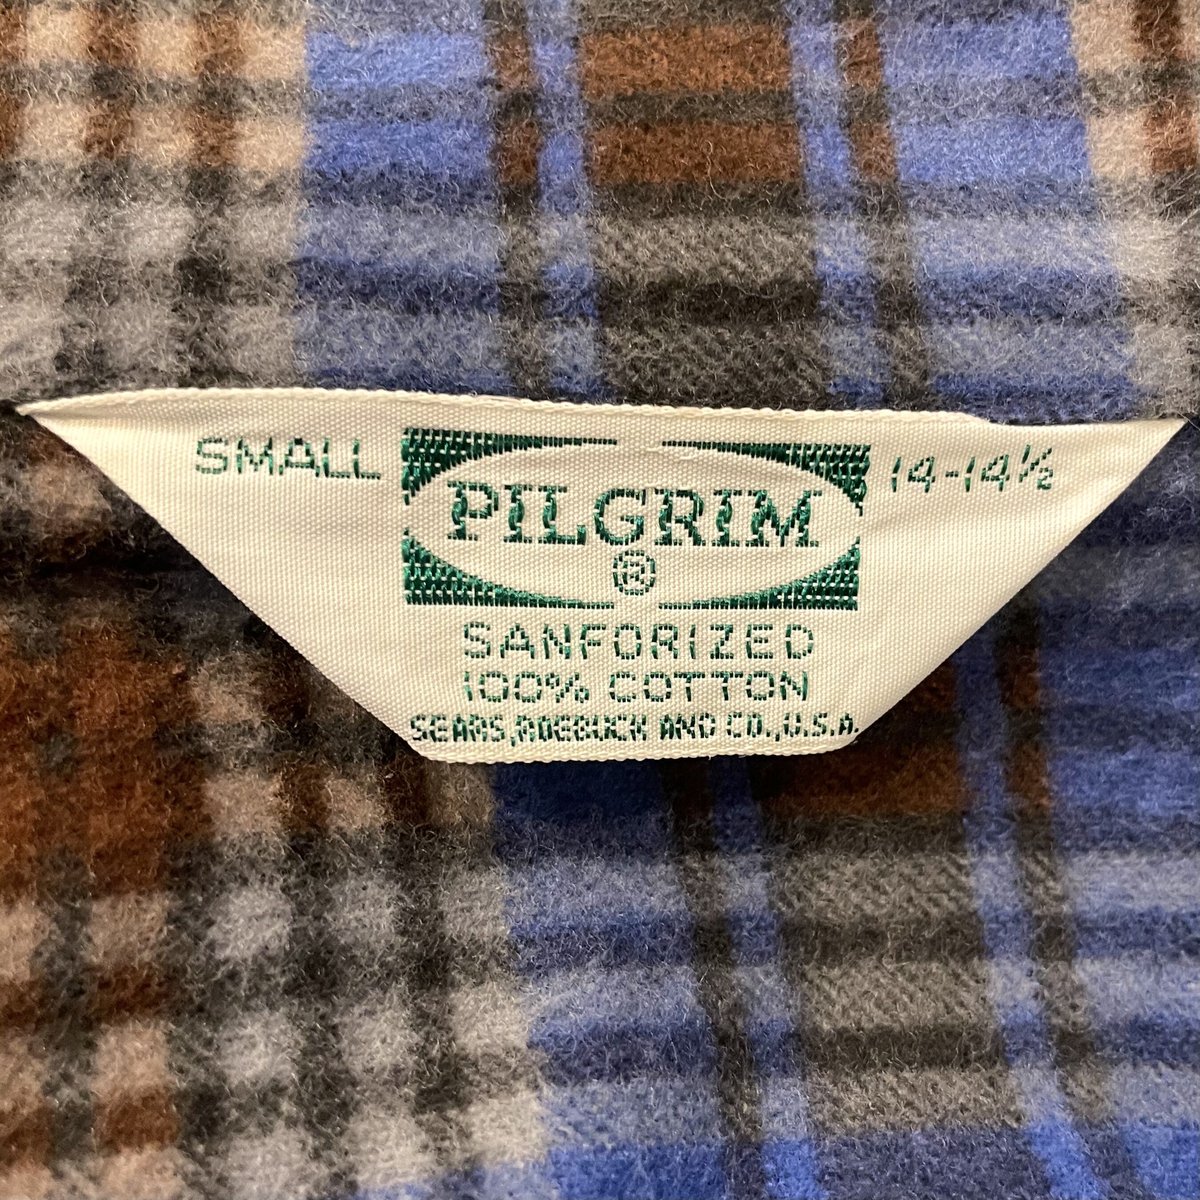 SMALL PILGRIM 14-14½
®
SANFORIZED
100% COTTON
SEARS, ROEBUCK AND CO., U.S.A.